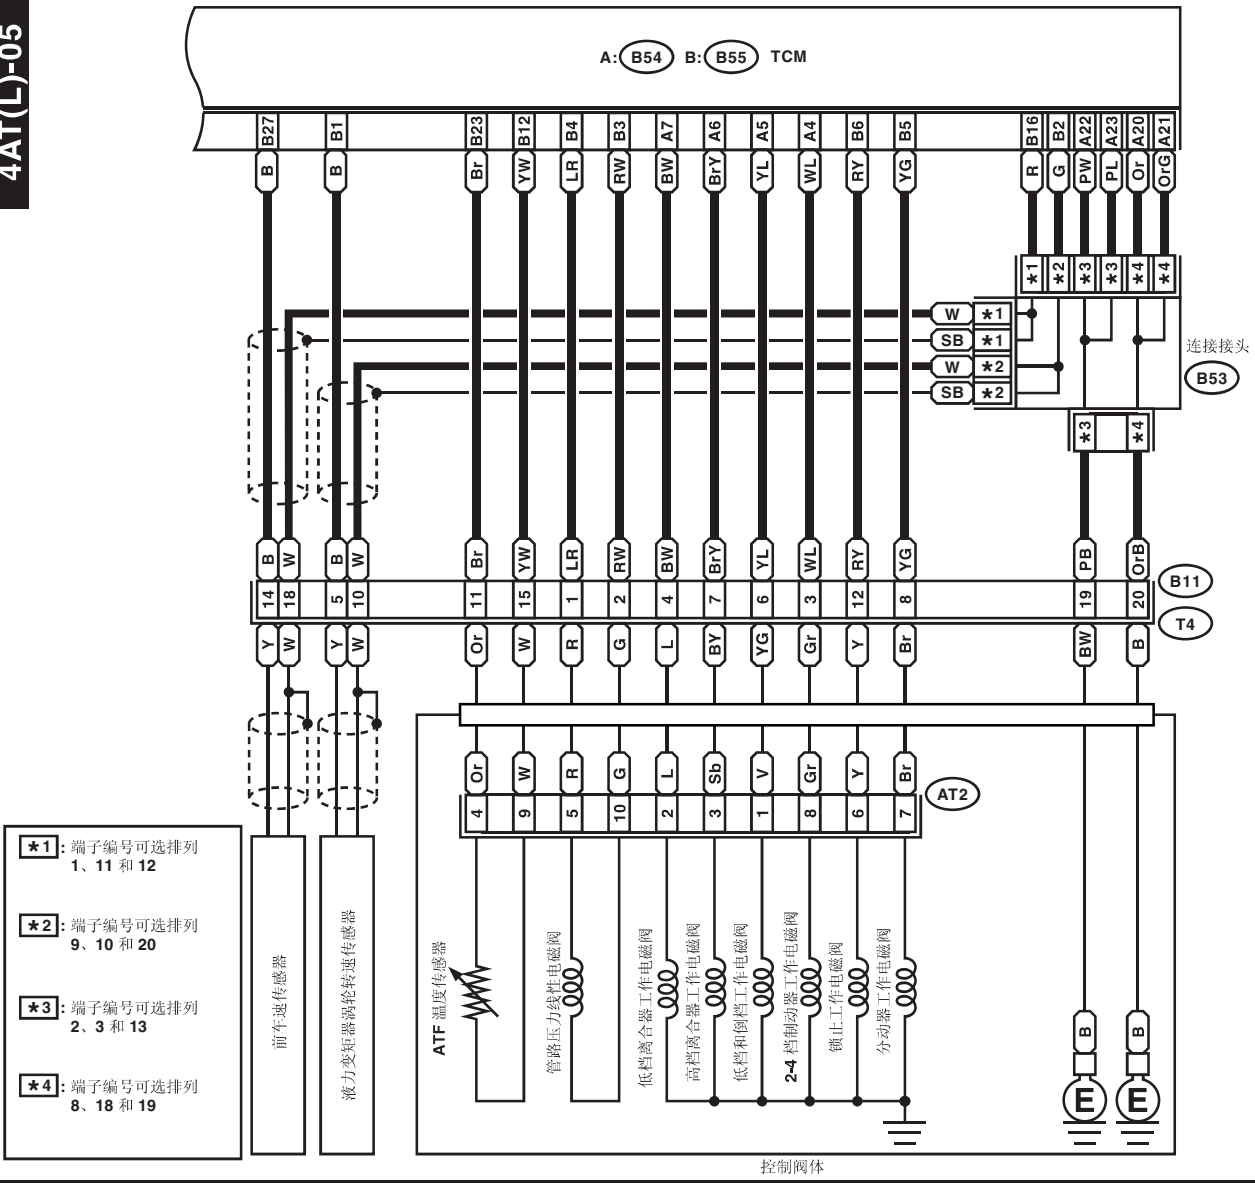 4AT(L)-05
A: B54 B: B55 TCM
B27 B1 B23 B12 B4 B3 A7 A6 A5 A4 B6 B5 B16 B2 A22 A23 A20 A21
B B Br YW LR RW BW BrY YL WL RY YG R G PW PL Or OrG
*1 *2 *3 *3 *4 *4
W *1
SB *1
W *2
SB *2
连接接头
B53
*3 *4
B W B W Br YW LR RW BW BrY YL WL RY YG PB OrB
14 18 5 10 11 15 1 2 4 7 6 3 12 8 19 20
B11
T4
Y W Y W Or W R G L BY YG Gr Y Br BW B
Or W R G L Sb V Gr Y Br
4 9 5 10 2 3 1 8 6 7
AT2
*1 : 端子编号可选排列
1、11 和 12
*2 : 端子编号可选排列
9、10 和 20
*3 : 端子编号可选排列
2、3 和 13
*4 : 端子编号可选排列
8、18 和 19
前车速传感器
液力变矩器涡轮转速传感器
ATF 温度传感器
管路压力线性电磁阀
低档离合器工作电磁阀
高档离合器工作电磁阀
低档和倒档工作电磁阀
2-4 档制动器工作电磁阀
锁止工作电磁阀
分动器工作电磁阀
B B
E E
控制阀体